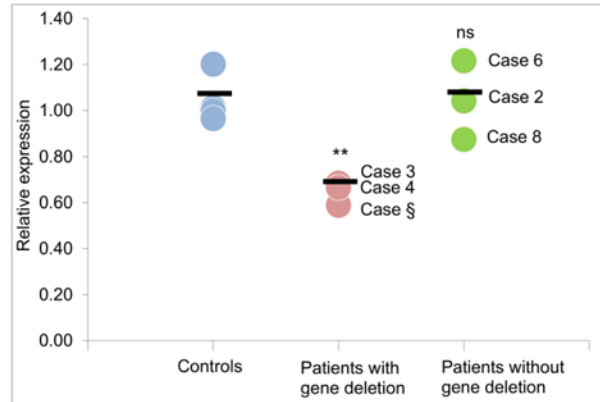 Relative expression
1.40
1.20
1.00
0.80
0.60
0.40
0.20
0.00
**
Case 3
Case 4
Case §
ns
Case 6
Case 2
Case 8
Controls
Patients with
gene deletion
Patients without
gene deletion